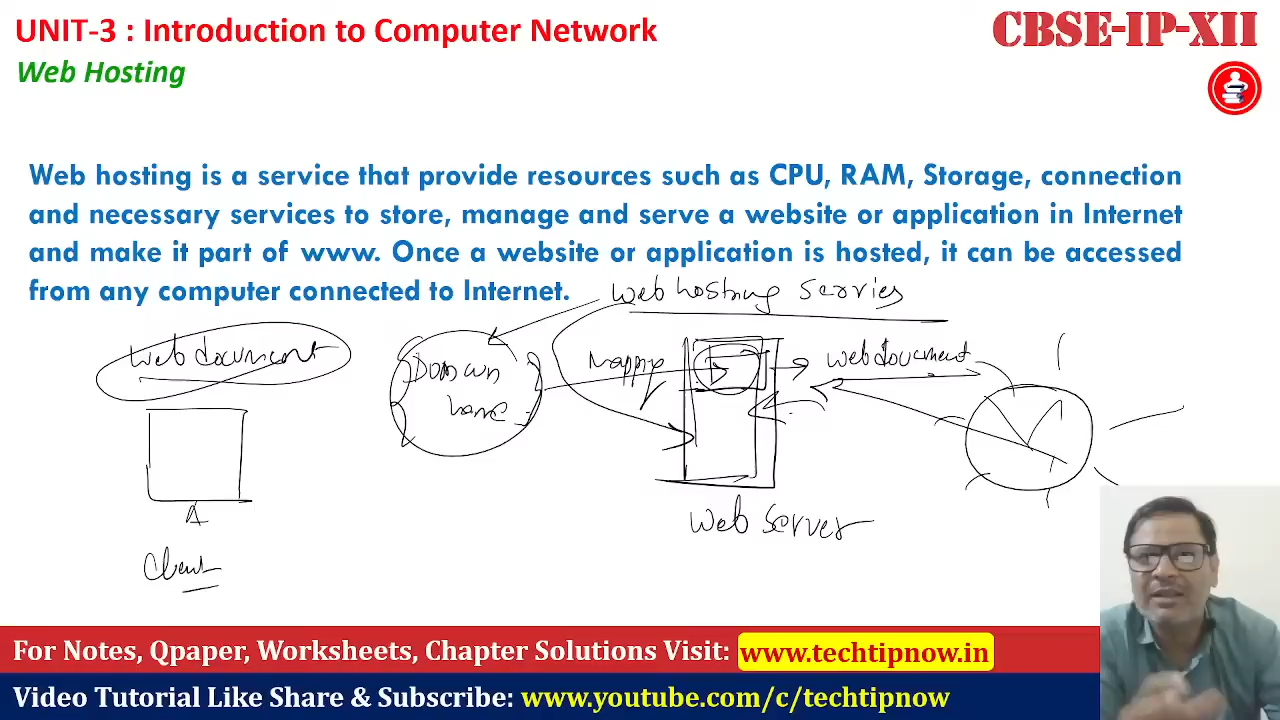 UNIT-3 : Introduction to Computer Network
CBSE-IP-XII
Web Hosting
Web hosting is a service that provide resources such as CPU, RAM, Storage, connection
and necessary services to store, manage and serve a website or application in Internet
and make it part of www. Once a website or application is hosted, it can be accessed
from any computer connected to Internet.
Web hosting
Web document
Domain
Web document
Web Server
Client
For Notes, Qpaper, Worksheets, Chapter Solutions Visit: www.techtipnow.in
Video Tutorial Like Share & Subscribe: www.youtube.com/c/techtipnow